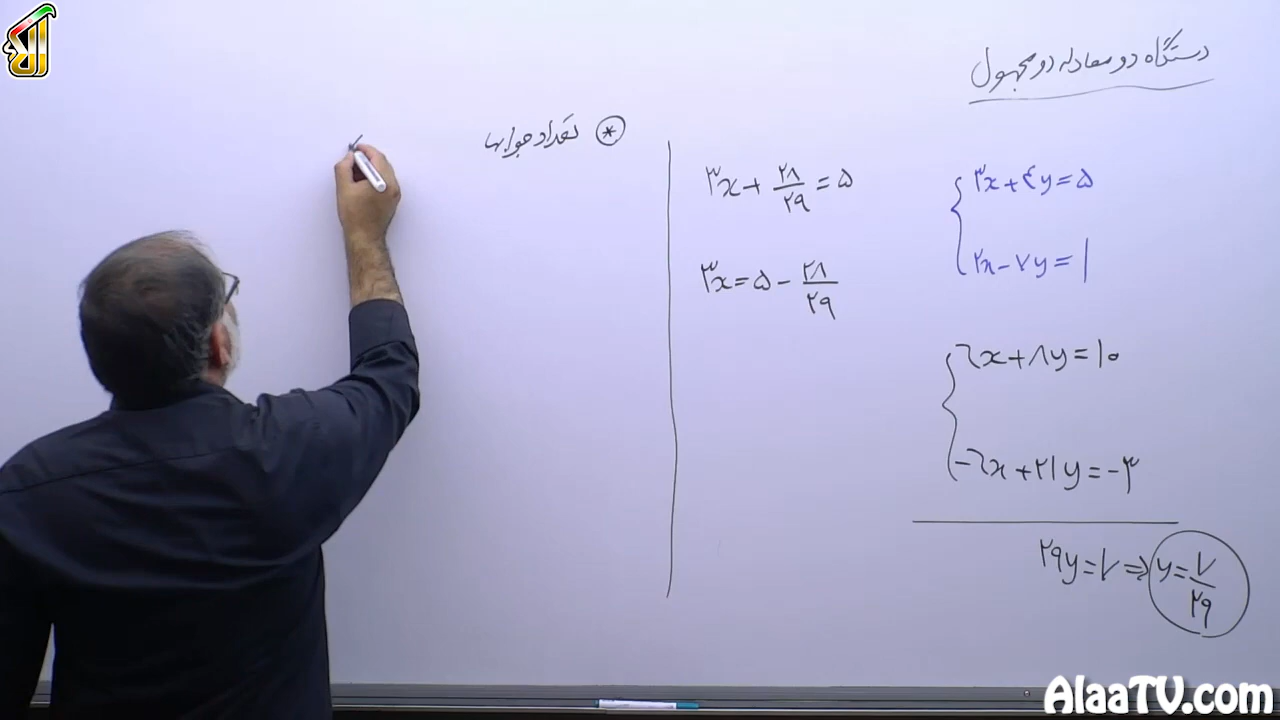 دستگاه دو معادله دو مجهول
۳x + ۴y = ۵
۲x - ۷y = ۱
۶x + ۸y = ۱۰
-۶x + ۲۱y = -۳
۲۹y = ۷ ⇒ y = ۷/۲۹
۳x + ۲۸/۲۹ = ۵
۳x = ۵ - ۲۸/۲۹
* تعداد جوابها
آلاء
AlaaTV.com